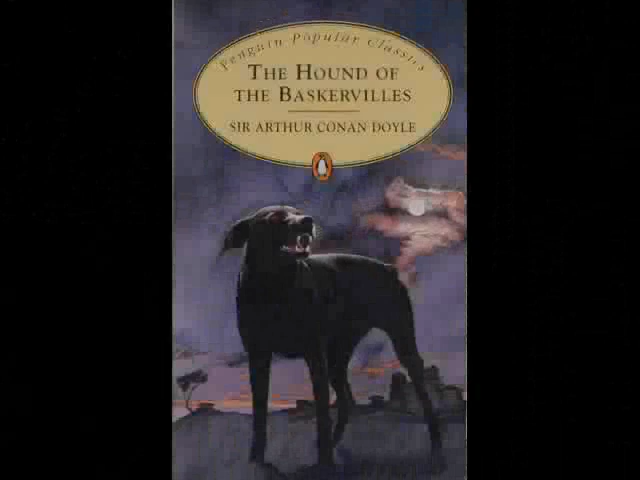 Penguin Popular Classics
THE HOUND OF
THE BASKERVILLES
SIR ARTHUR CONAN DOYLE